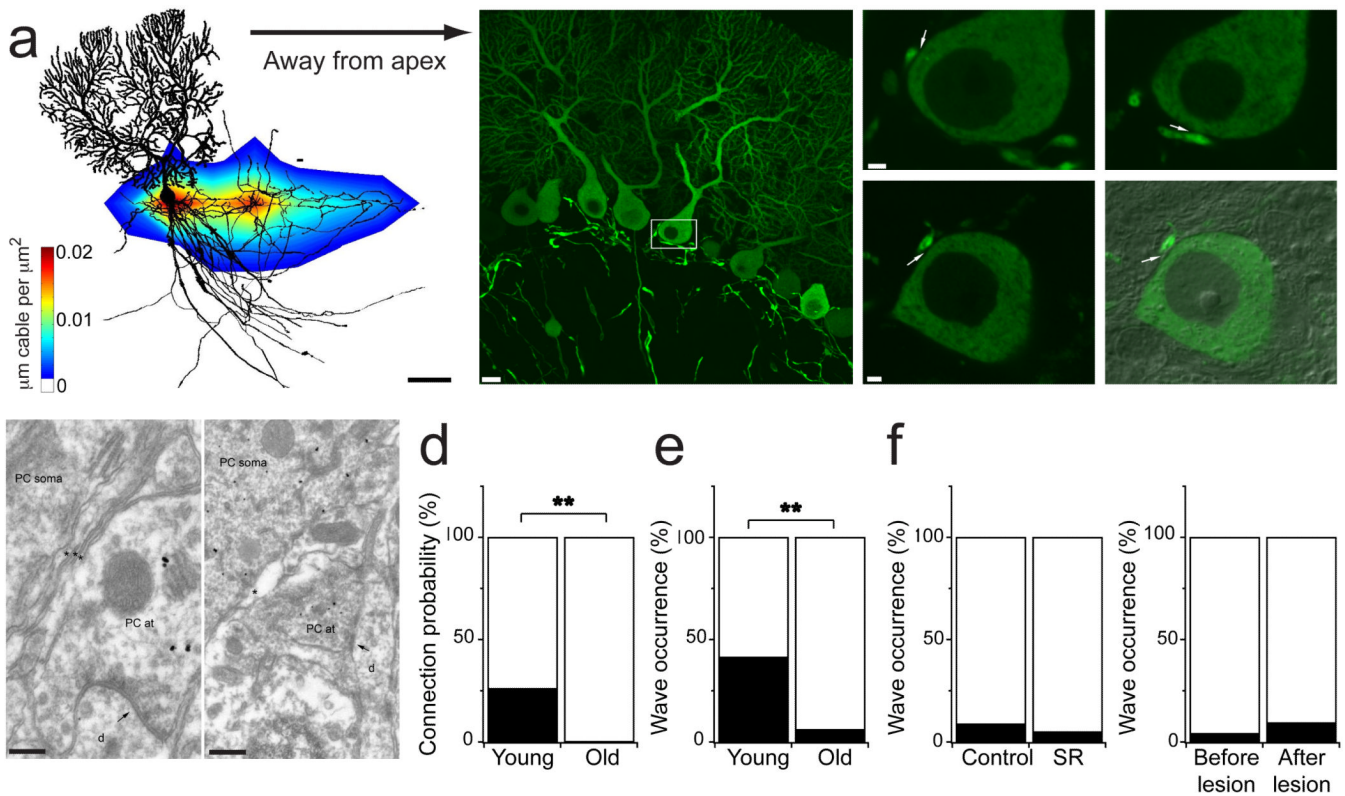 a
Away from apex
μm cable per μm²
0.02
0.01
0
PC soma
***
PC at
d
PC soma
*
PC at
d
d
Connection probability (%)
100
50
0
**
Young Old
e
Wave occurrence (%)
100
50
0
**
Young Old
f
Wave occurrence (%)
100
50
0
Control SR
Wave occurrence (%)
100
50
0
Before lesion
After lesion